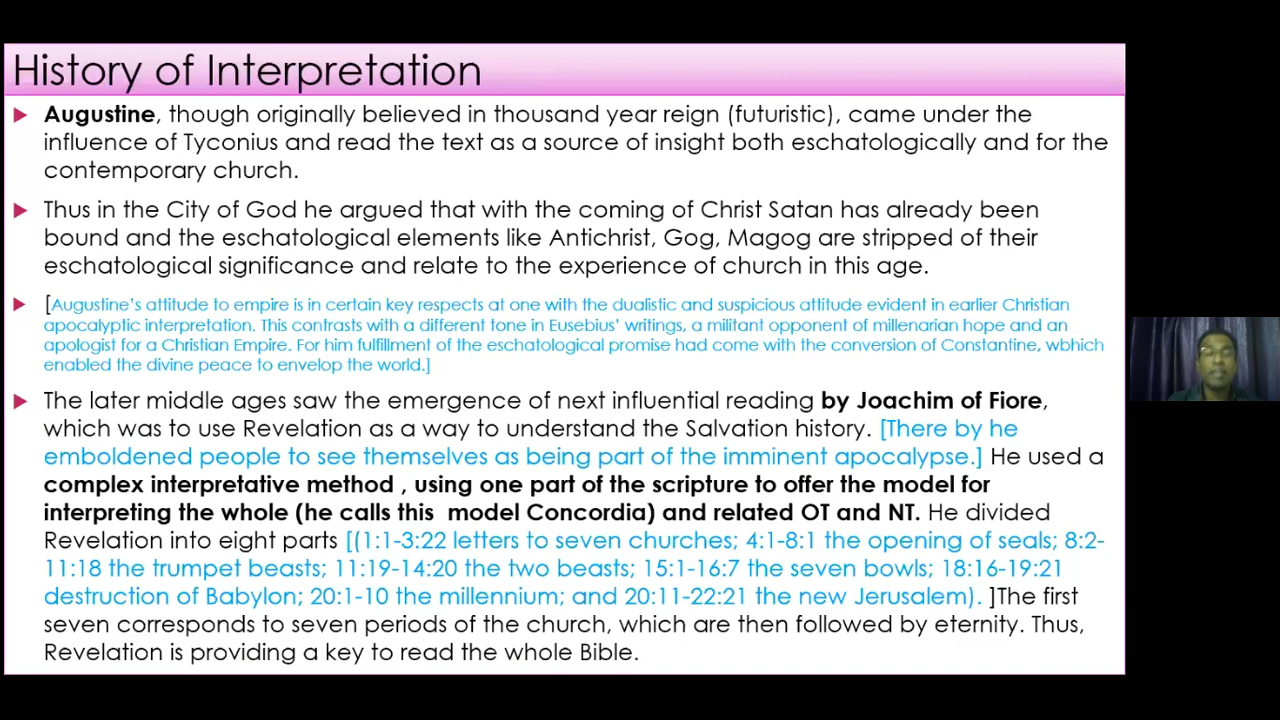 History of Interpretation
Augustine, though originally believed in thousand year reign (futuristic), came under the
influence of Tyconius and read the text as a source of insight both eschatologically and for the
contemporary church.
Thus in the City of God he argued that with the coming of Christ Satan has already been
bound and the eschatological elements like Antichrist, Gog, Magog are stripped of their
eschatological significance and relate to the experience of church in this age.
[Augustine's attitude to empire is in certain key respects at one with the dualistic and suspicious attitude evident in earlier Christian
apocalyptic interpretation. This contrasts with a different tone in Eusebius' writings, a militant opponent of millenarian hope and an
apologist for a Christian Empire. For him fulfillment of the eschatological promise had come with the conversion of Constantine, wbhich
enabled the divine peace to envelop the world.]
The later middle ages saw the emergence of next influential reading by Joachim of Fiore,
which was to use Revelation as a way to understand the Salvation history. [There by he
emboldened people to see themselves as being part of the imminent apocalypse.] He used a
complex interpretative method , using one part of the scripture to offer the model for
interpreting the whole (he calls this model Concordia) and related OT and NT. He divided
Revelation into eight parts [(1:1-3:22 letters to seven churches; 4:1-8:1 the opening of seals; 8:2-
11:18 the trumpet beasts; 11:19-14:20 the two beasts; 15:1-16:7 the seven bowls; 18:16-19:21
destruction of Babylon; 20:1-10 the millennium; and 20:11-22:21 the new Jerusalem). ]The first
seven corresponds to seven periods of the church, which are then followed by eternity. Thus,
Revelation is providing a key to read the whole Bible.